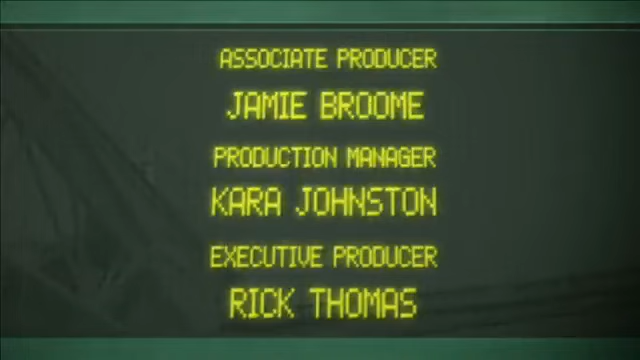 ASSOCIATE PRODUCER
JAMIE BROOME
PRODUCTION MANAGER
KARA JOHNSTON
EXECUTIVE PRODUCER
RICK THOMAS